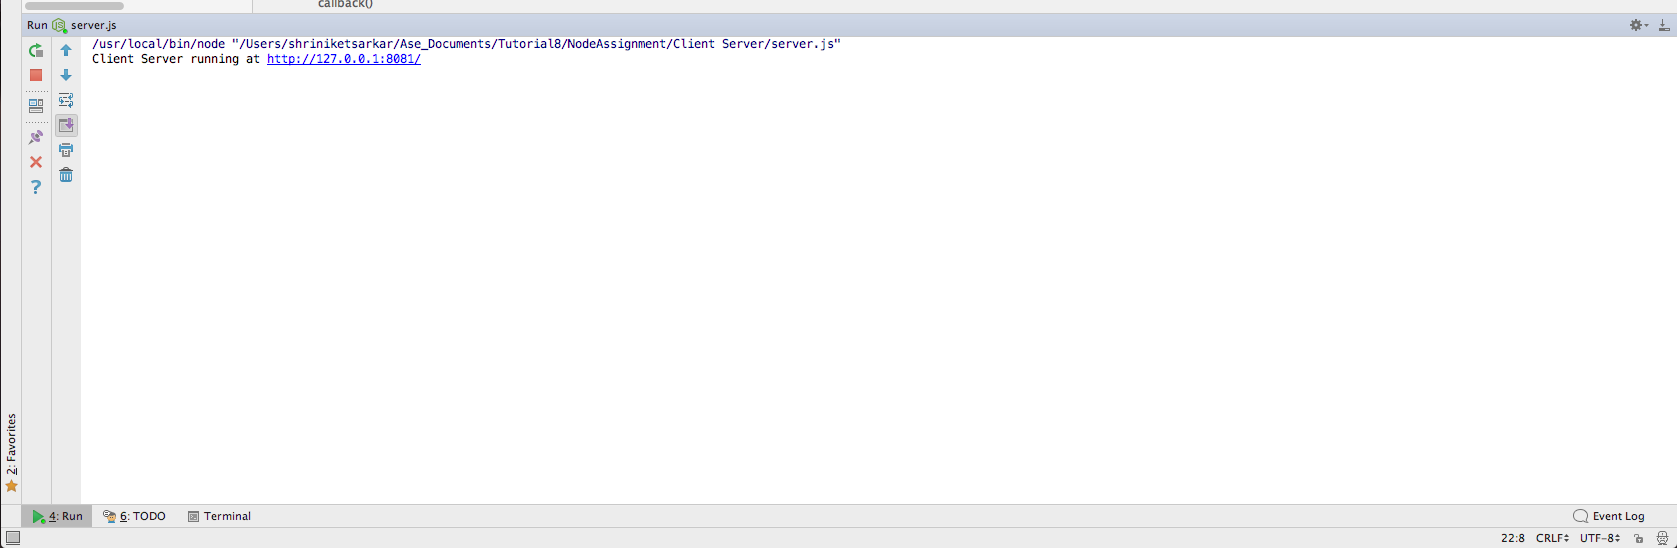 callback()
Run server.js
/usr/local/bin/node "/Users/shriniketsarkar/Ase_Documents/Tutorial8/NodeAssignment/Client Server/server.js"
Client Server running at http://127.0.0.1:8081/
2: Favorites
4: Run 6: TODO Terminal Event Log
22:8 CRLF UTF-8